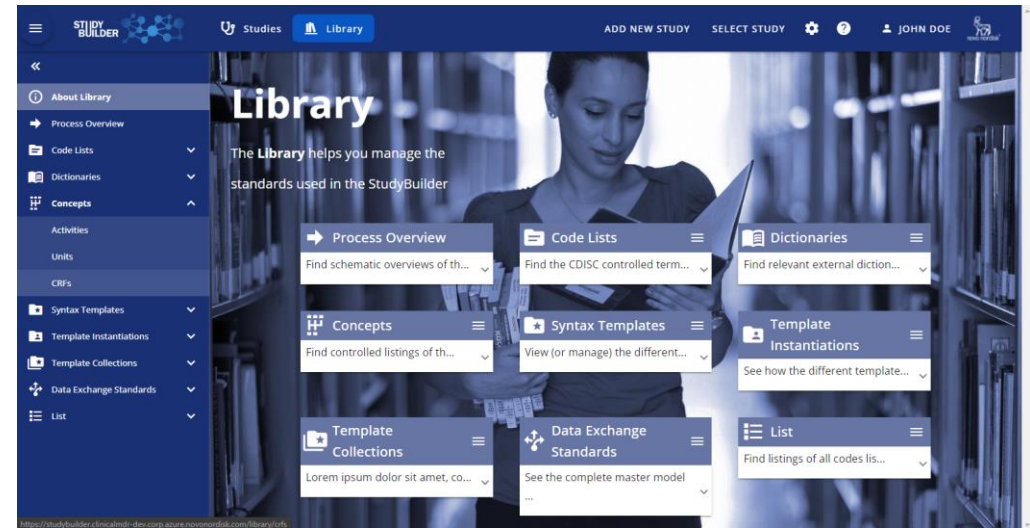 STUDY
BUILDER
Studies
Library
ADD NEW STUDY
SELECT STUDY
JOHN DOE
novo nordisk
About Library
Process Overview
Code Lists
Dictionaries
Concepts
Activities
Units
CRFs
Syntax Templates
Template Instantiations
Template Collections
Data Exchange Standards
List
Library
The Library helps you manage the
standards used in the StudyBuilder
Process Overview
Find schematic overviews of th...
Code Lists
Find the CDISC controlled term...
Dictionaries
Find relevant external diction...
Concepts
Find controlled listings of th...
Syntax Templates
View (or manage) the different...
Template
Instantiations
See how the different template...
Template
Collections
Lorem ipsum dolor sit amet, co...
Data Exchange
Standards
See the complete master model
...
List
Find listings of all codes lis...
https://studybuilder.clinicalmdr-dev.corp.azure.novonordisk.com/library/crfs